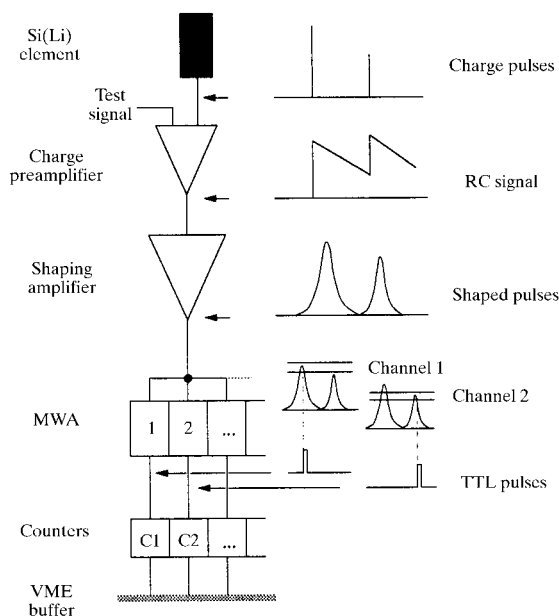 Si(Li)
element
Charge pulses
Test
signal
Charge
preamplifier
RC signal
Shaping
amplifier
Shaped pulses
Channel 1
Channel 2
MWA
1 2 ...
TTL pulses
Counters
C1 C2 ...
VME
buffer